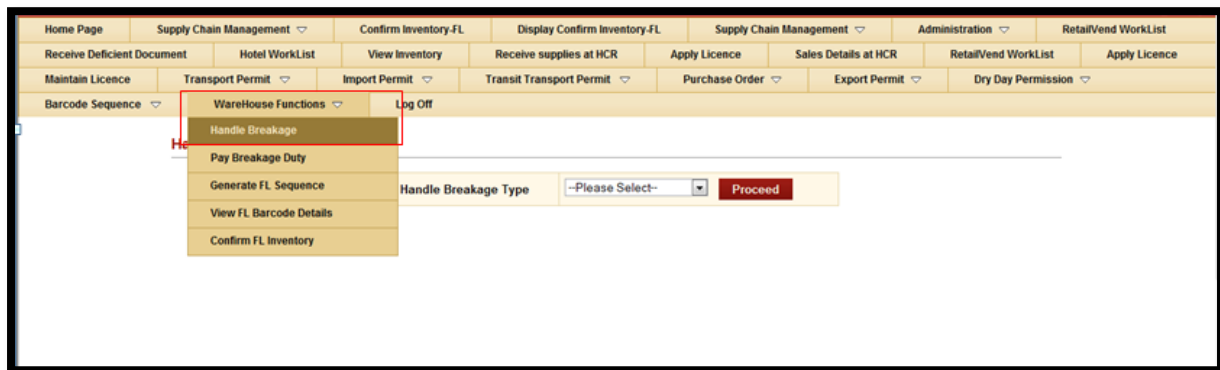 Home Page Supply Chain Management Confirm Inventory-FL Display Confirm Inventory-FL Supply Chain Management Administration RetailVend WorkList
Receive Deficient Document Hotel WorkList View Inventory Receive supplies at HCR Apply Licence Sales Details at HCR RetailVend WorkList Apply Licence
Maintain Licence Transport Permit Import Permit Transit Transport Permit Purchase Order Export Permit Dry Day Permission
Barcode Sequence WareHouse Functions Log Off
Handle Breakage
Pay Breakage Duty
Generate FL Sequence Handle Breakage Type --Please Select-- Proceed
View FL Barcode Details
Confirm FL Inventory